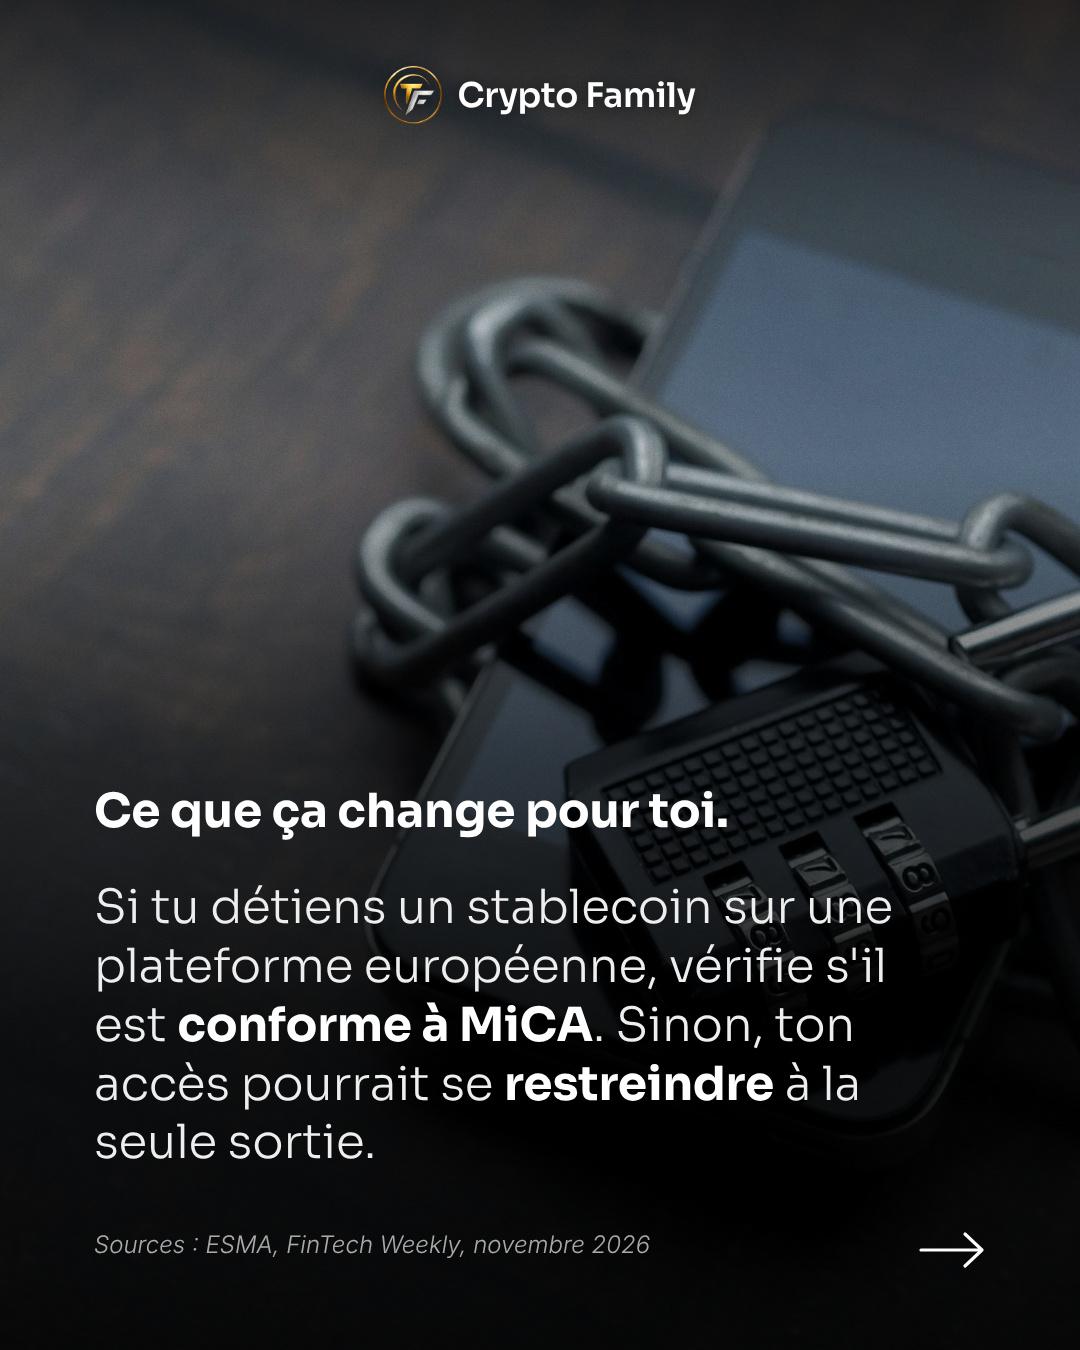 TF Crypto Family
Ce que ça change pour toi.
Si tu détiens un stablecoin sur une
plateforme européenne, vérifie s'il
est conforme à MiCA. Sinon, ton
accès pourrait se restreindre à la
seule sortie.
Sources : ESMA, FinTech Weekly, novembre 2026